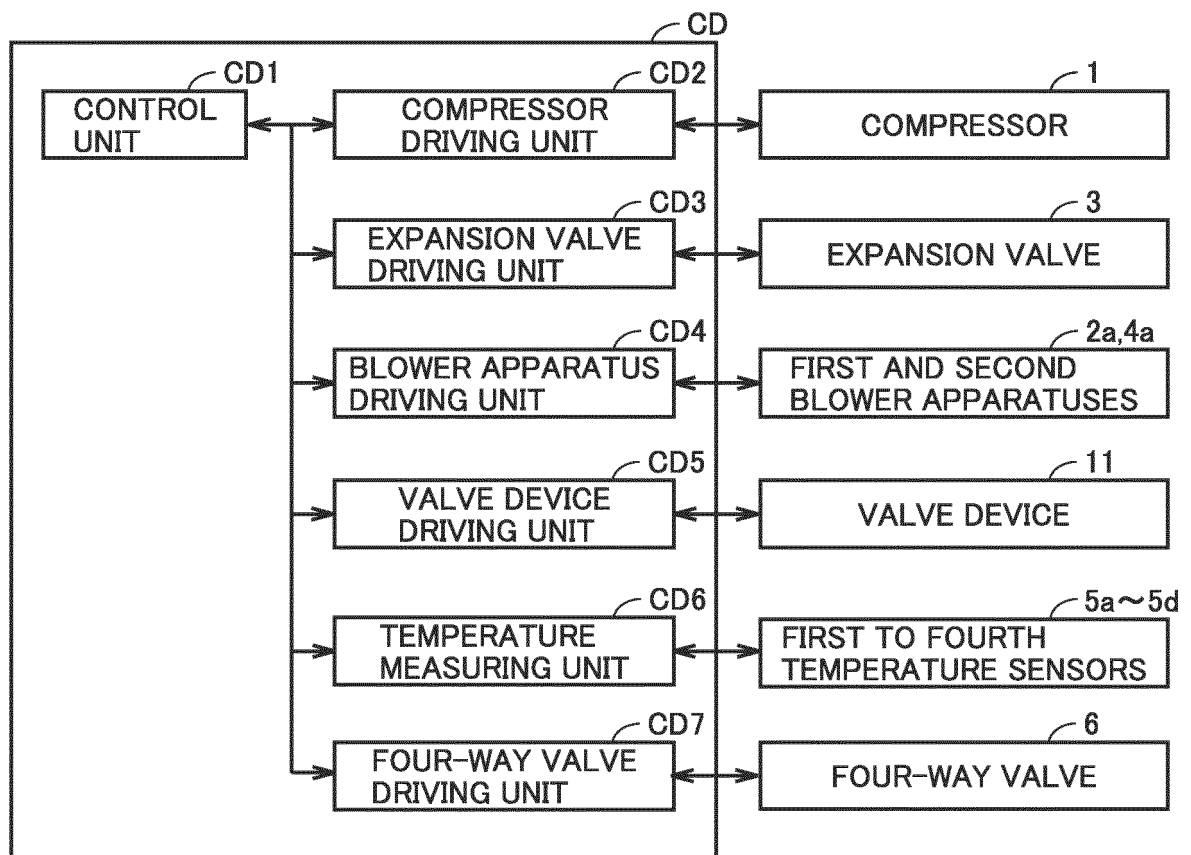 CD
CD1
CONTROL
UNIT
CD2
COMPRESSOR
DRIVING UNIT
1
COMPRESSOR
CD3
EXPANSION VALVE
DRIVING UNIT
3
EXPANSION VALVE
CD4
BLOWER APPARATUS
DRIVING UNIT
2a,4a
FIRST AND SECOND
BLOWER APPARATUSES
CD5
VALVE DEVICE
DRIVING UNIT
11
VALVE DEVICE
CD6
TEMPERATURE
MEASURING UNIT
5a～5d
FIRST TO FOURTH
TEMPERATURE SENSORS
CD7
FOUR-WAY VALVE
DRIVING UNIT
6
FOUR-WAY VALVE